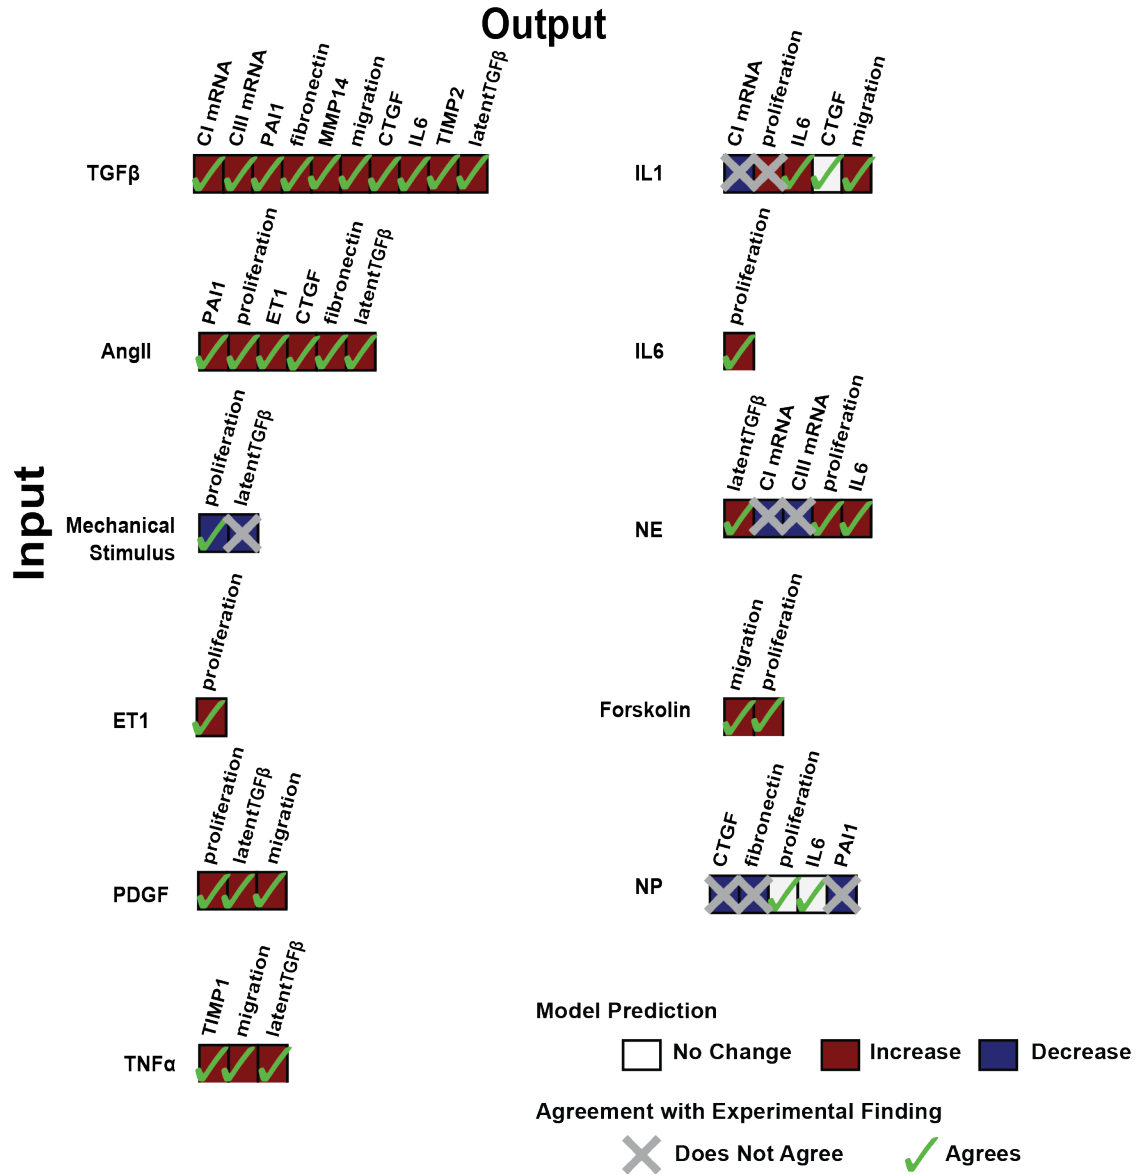 Output
Input
CI mRNA
CIII mRNA
PAI1
fibronectin
MMP14
migration
CTGF
IL6
TIMP2
latentTGFβ
TGFβ
PAI1
proliferation
ET1
CTGF
fibronectin
latentTGFβ
AngII
proliferation
latentTGFβ
Mechanical
Stimulus
proliferation
ET1
proliferation
latentTGFβ
migration
PDGF
TIMP1
migration
latentTGFβ
TNFα
CI mRNA
proliferation
IL6
CTGF
migration
IL1
proliferation
IL6
latentTGFβ
CI mRNA
CIII mRNA
proliferation
IL6
NE
migration
proliferation
Forskolin
CTGF
fibronectin
proliferation
IL6
PAI1
NP
Model Prediction
No Change
Increase
Decrease
Agreement with Experimental Finding
Does Not Agree
Agrees